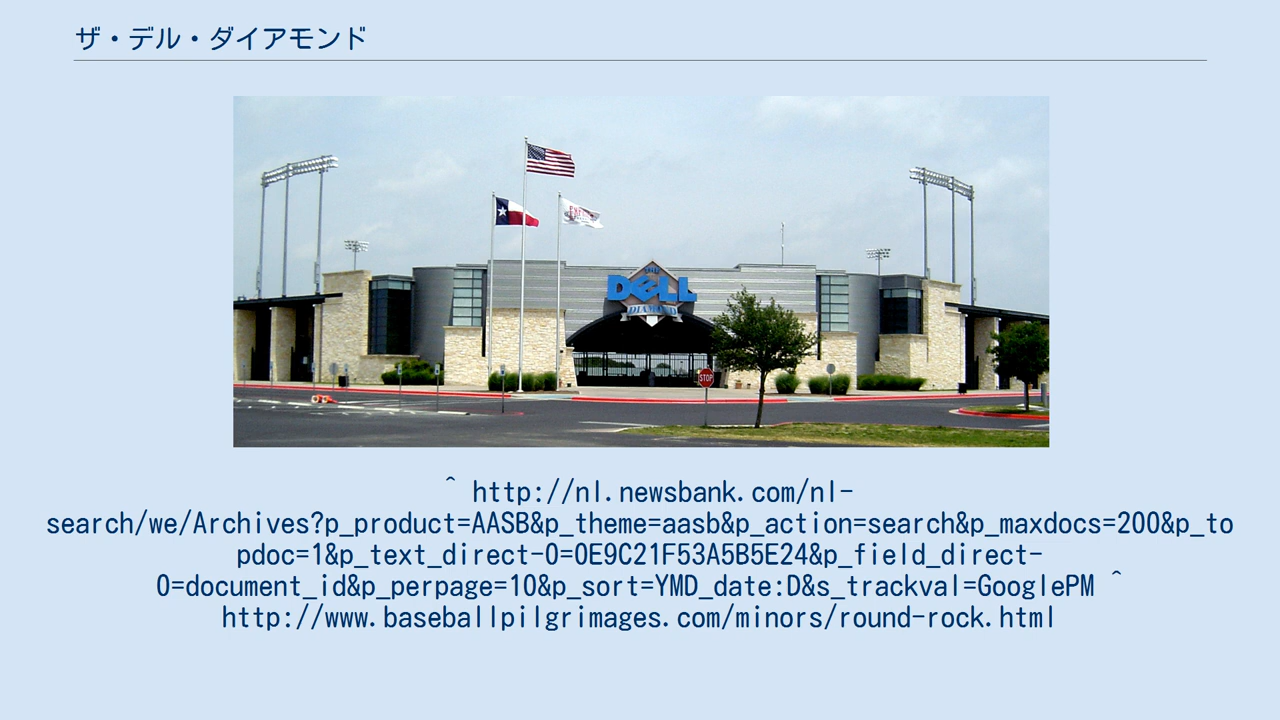 ザ・デル・ダイアモンド
THE
DELL
DIAMOND
STOP
^ http://nl.newsbank.com/nl-
search/we/Archives?p_product=AASB&p_theme=aasb&p_action=search&p_maxdocs=200&p_to
pdoc=1&p_text_direct-0=0E9C21F53A5B5E24&p_field_direct-
0=document_id&p_perpage=10&p_sort=YMD_date:D&s_trackval=GooglePM ^
http://www.baseballpilgrimages.com/minors/round-rock.html